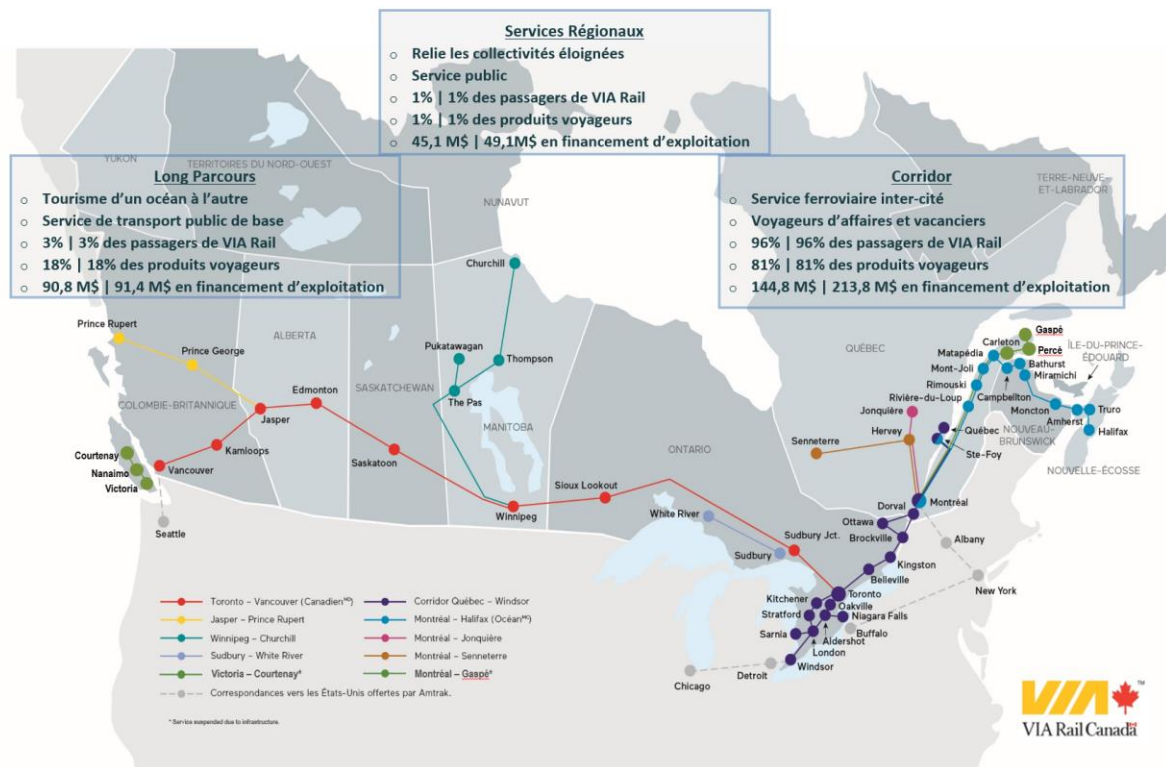 Services Régionaux
o Relie les collectivités éloignées
o Service public
o 1% | 1% des passagers de VIA Rail
o 1% | 1% des produits voyageurs
o 45,1 M$ | 49,1M$ en financement d'exploitation
Long Parcours
o Tourisme d'un océan à l'autre
o Service de transport public de base
o 3% | 3% des passagers de VIA Rail
o 18% | 18% des produits voyageurs
o 90,8 M$ | 91,4 M$ en financement d'exploitation
Corridor
o Service ferroviaire inter-cité
o Voyageurs d'affaires et vacanciers
o 96% | 96% des passagers de VIA Rail
o 81% | 81% des produits voyageurs
o 144,8 M$ | 213,8 M$ en financement d'exploitation
YUKON
TERRITOIRES DU NORD-OUEST
NUNAVUT
TERRE-NEUVE-
ET-LABRADOR
COLOMBIE-BRITANNIQUE
ALBERTA
SASKATCHEWAN
MANITOBA
ONTARIO
QUÉBEC
ÎLE-DU-PRINCE-
ÉDOUARD
NOUVEAU-
BRUNSWICK
NOUVELLE-ÉCOSSE
Prince Rupert
Prince George
Edmonton
Jasper
Kamloops
Vancouver
Courtenay
Nanaimo
Victoria
Seattle
Saskatoon
Churchill
Pukatawagan
Thompson
The Pas
Winnipeg
Sioux Lookout
White River
Sudbury
Sudbury Jct.
Senneterre
Jonquière
Hervey
Gaspé
Carleton
Percé
Matapédia
Bathurst
Mont-Joli
Miramichi
Rimouski
Rivière-du-Loup
Campbellton
Moncton
Amherst
Truro
Halifax
Québec
Ste-Foy
Dorval
Montréal
Ottawa
Brockville
Kingston
Belleville
Toronto
Oakville
Kitchener
Stratford
Niagara Falls
Sarnia
Aldershot
London
Windsor
Buffalo
Albany
New York
Detroit
Chicago
Toronto – Vancouver (Canadien MD)
Jasper – Prince Rupert
Winnipeg – Churchill
Sudbury – White River
Victoria – Courtenay*
Corridor Québec – Windsor
Montréal – Halifax (Océan MC)
Montréal – Jonquière
Montréal – Senneterre
Montréal – Gaspé*
Correspondances vers les États-Unis offertes par Amtrak.
* Service suspended due to infrastructure.
VIA TM
VIA Rail Canada